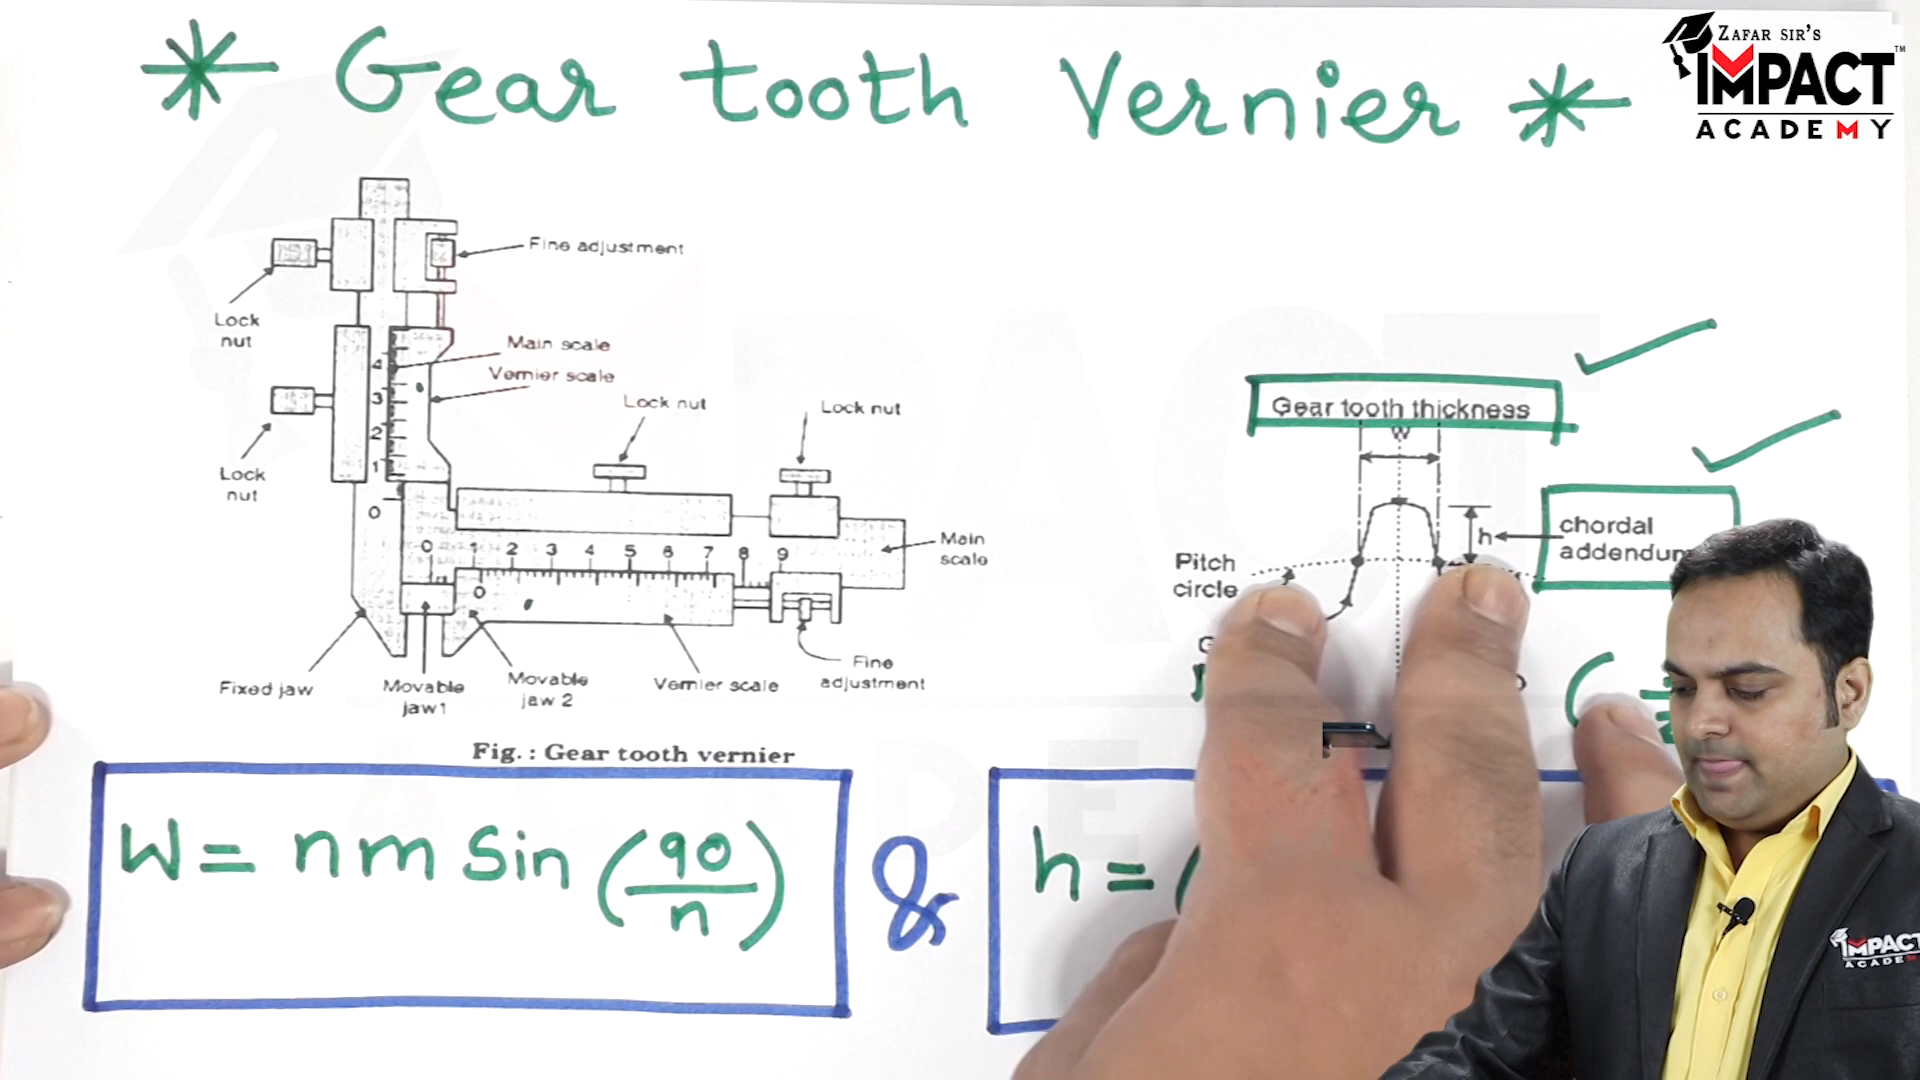 * Gear tooth Vernier *
ZAFAR SIR'S
IMPACT
TM
ACADEMY
Fine adjustment
Lock
nut
Main scale
Vernier scale
Lock nut
Lock nut
4
3
2
1
0
Lock
nut
0 1 2 3 4 5 6 7 8 9
0
Main
scale
Fixed jaw
Movable
jaw1
Movable
jaw 2
Vernier scale
Fine
adjustment
Fig. : Gear tooth vernier
Gear tooth thickness
W
h
chordal
addendum
Pitch
circle
W = nm Sin (90/n)
&
h = (
IMPACT
ACADEM